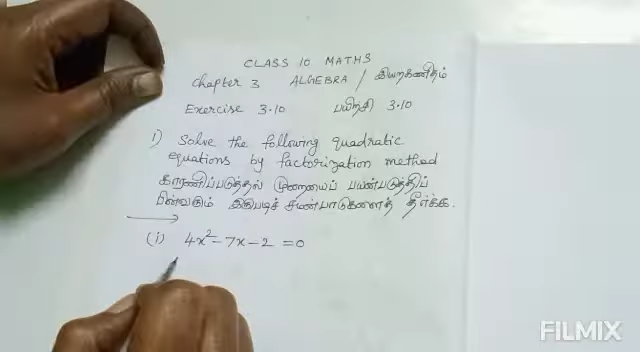 CLASS 10 MATHS
Chapter 3 ALGEBRA / இயற்கணிதம்
Exercise 3.10 பயிற்சி 3.10
1) Solve the following quadratic
equations by factorization method
காரணிப்படுத்தல் முறையைப் பயன்படுத்திப்
பின்வரும் இருபடிச் சமன்பாடுகளைத் தீர்க்க.
(i) 4x² - 7x - 2 = 0
FILMIX